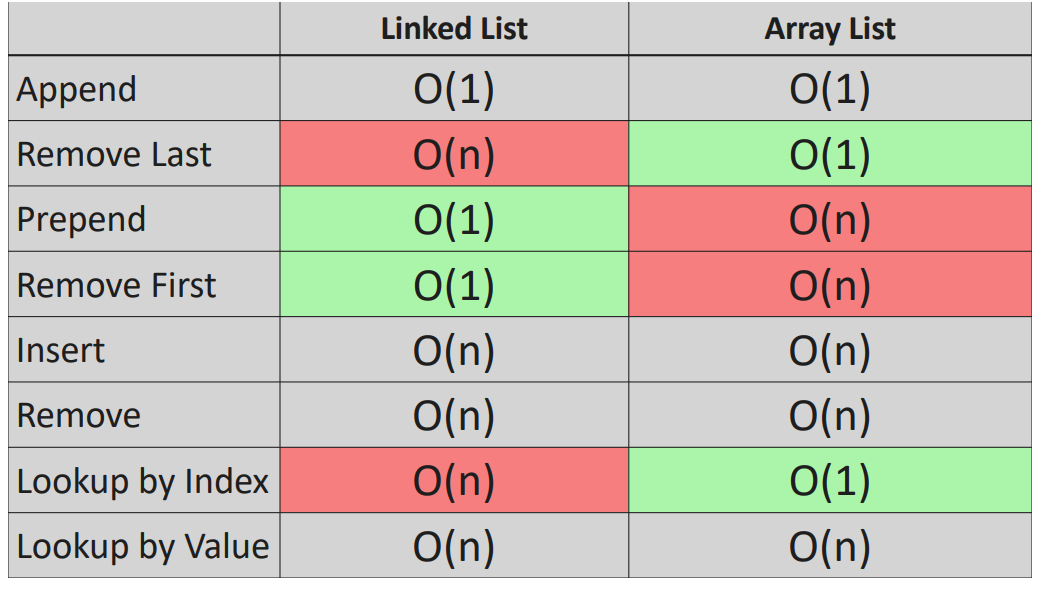 Linked List Array List
Append O(1) O(1)
Remove Last O(n) O(1)
Prepend O(1) O(n)
Remove First O(1) O(n)
Insert O(n) O(n)
Remove O(n) O(n)
Lookup by Index O(n) O(1)
Lookup by Value O(n) O(n)